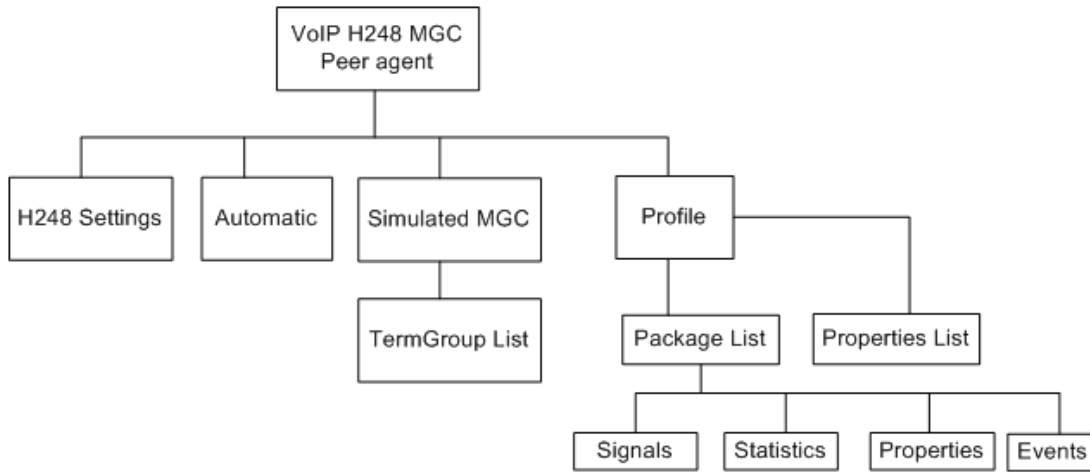 VoIP H248 MGC
Peer agent
H248 Settings
Automatic
Simulated MGC
Profile
TermGroup List
Package List
Properties List
Signals
Statistics
Properties
Events